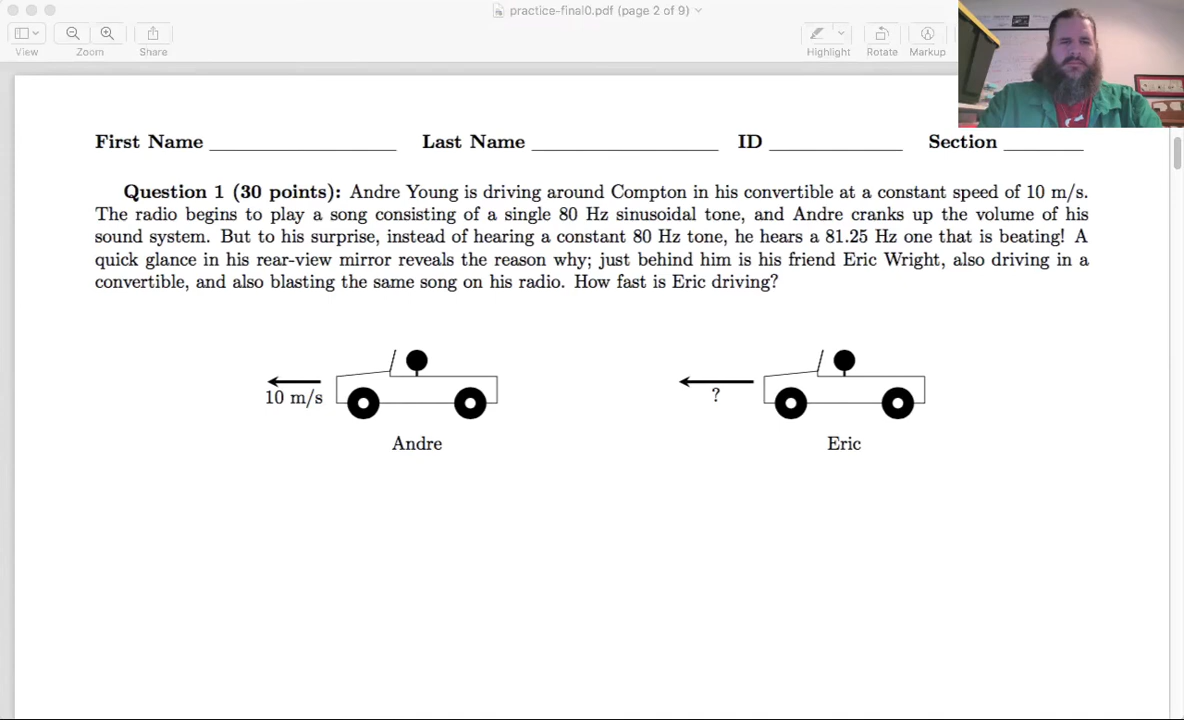 practice-final0.pdf (page 2 of 9)
View
Zoom
Share
Highlight
Rotate
Markup
First Name ____ Last Name ____ ID ____ Section ____
Question 1 (30 points): Andre Young is driving around Compton in his convertible at a constant speed of 10 m/s.
The radio begins to play a song consisting of a single 80 Hz sinusoidal tone, and Andre cranks up the volume of his
sound system. But to his surprise, instead of hearing a constant 80 Hz tone, he hears a 81.25 Hz one that is beating! A
quick glance in his rear-view mirror reveals the reason why; just behind him is his friend Eric Wright, also driving in a
convertible, and also blasting the same song on his radio. How fast is Eric driving?
10 m/s
?
Andre
Eric